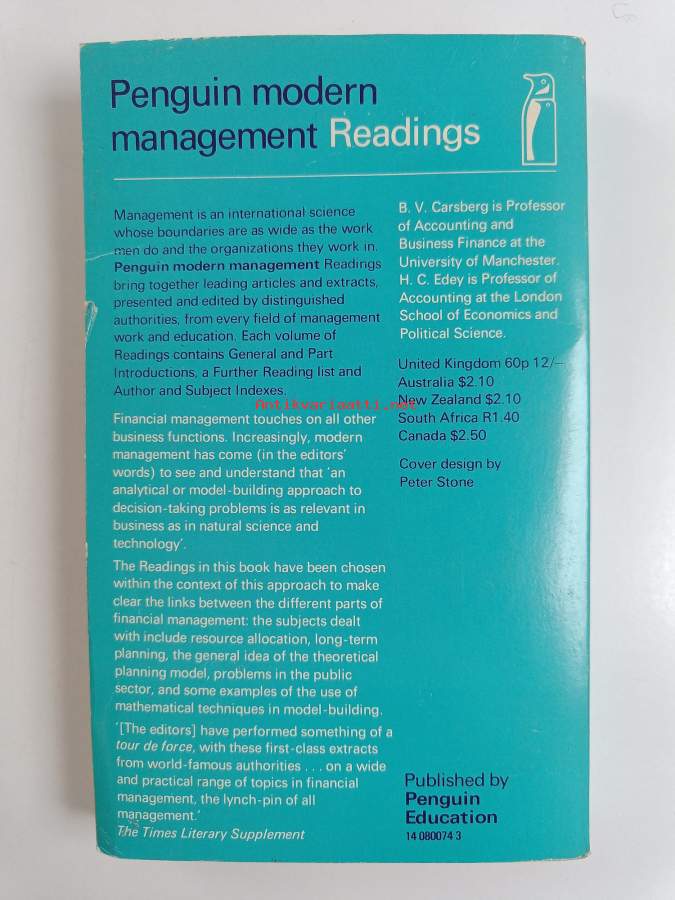 Penguin modern
management Readings
Management is an international science
whose boundaries are as wide as the work
men do and the organizations they work in.
Penguin modern management Readings
bring together leading articles and extracts,
presented and edited by distinguished
authorities, from every field of management
work and education. Each volume of
Readings contains General and Part
Introductions, a Further Reading list and
Author and Subject Indexes.
Financial management touches on all other
business functions. Increasingly, modern
management has come (in the editors'
words) to see and understand that 'an
analytical or model-building approach to
decision-taking problems is as relevant in
business as in natural science and
technology'.
The Readings in this book have been chosen
within the context of this approach to make
clear the links between the different parts of
financial management: the subjects dealt
with include resource allocation, long-term
planning, the general idea of the theoretical
planning model, problems in the public
sector, and some examples of the use of
mathematical techniques in model-building.
'[The editors] have performed something of a
tour de force, with these first-class extracts
from world-famous authorities . . . on a wide
and practical range of topics in financial
management, the lynch-pin of all
management.'
The Times Literary Supplement
B. V. Carsberg is Professor
of Accounting and
Business Finance at the
University of Manchester.
H. C. Edey is Professor of
Accounting at the London
School of Economics and
Political Science.
United Kingdom 60p 12/-
Australia $2.10
New Zealand $2.10
South Africa R1.40
Canada $2.50
Cover design by
Peter Stone
Published by
Penguin
Education
14 080074 3
Antikvariaatti.net